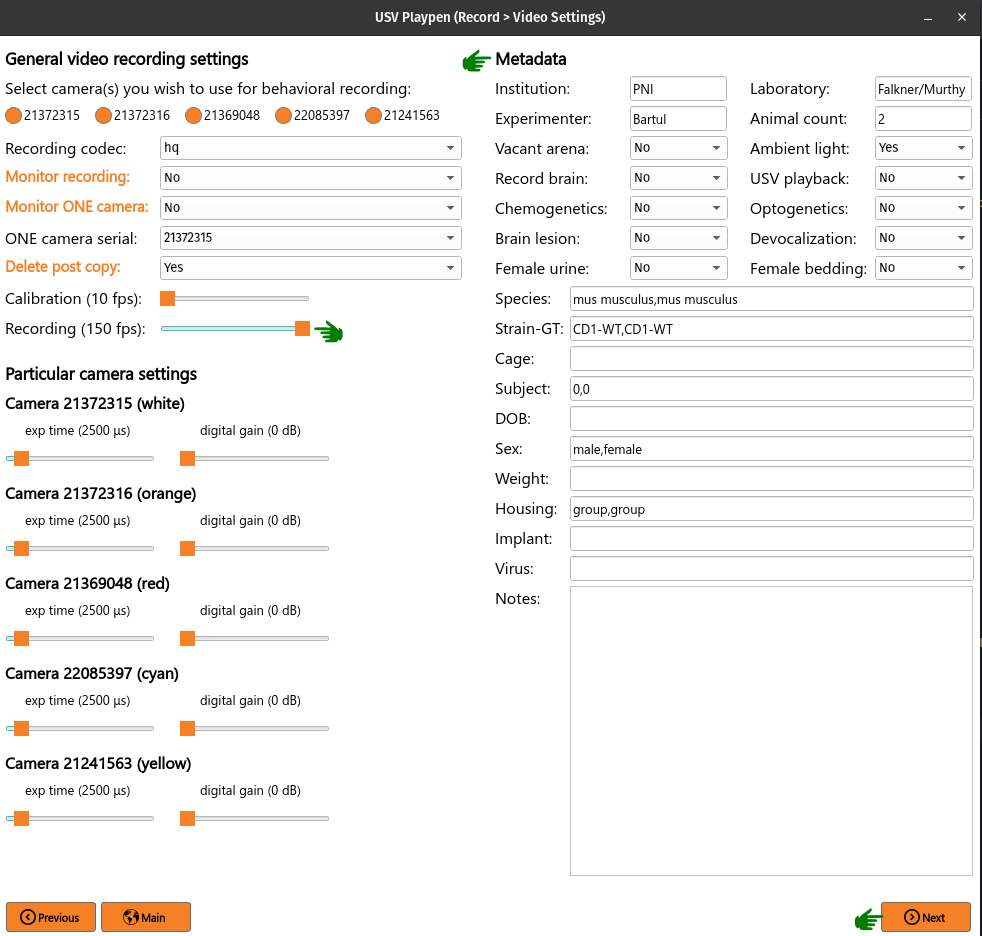 USV Playpen (Record > Video Settings)
General video recording settings
Select camera(s) you wish to use for behavioral recording:
21372315 21372316 21369048 22085397 21241563
Recording codec: hq
Monitor recording: No
Monitor ONE camera: No
ONE camera serial: 21372315
Delete post copy: Yes
Calibration (10 fps):
Recording (150 fps):
Particular camera settings
Camera 21372315 (white)
exp time (2500 µs) digital gain (0 dB)
Camera 21372316 (orange)
exp time (2500 µs) digital gain (0 dB)
Camera 21369048 (red)
exp time (2500 µs) digital gain (0 dB)
Camera 22085397 (cyan)
exp time (2500 µs) digital gain (0 dB)
Camera 21241563 (yellow)
exp time (2500 µs) digital gain (0 dB)
Metadata
Institution: PNI Laboratory: Falkner/Murthy
Experimenter: Bartul Animal count: 2
Vacant arena: No Ambient light: Yes
Record brain: No USV playback: No
Chemogenetics: No Optogenetics: No
Brain lesion: No Devocalization: No
Female urine: No Female bedding: No
Species: mus musculus,mus musculus
Strain-GT: CD1-WT,CD1-WT
Cage:
Subject: 0,0
DOB:
Sex: male,female
Weight:
Housing: group,group
Implant:
Virus:
Notes:
Previous Main Next